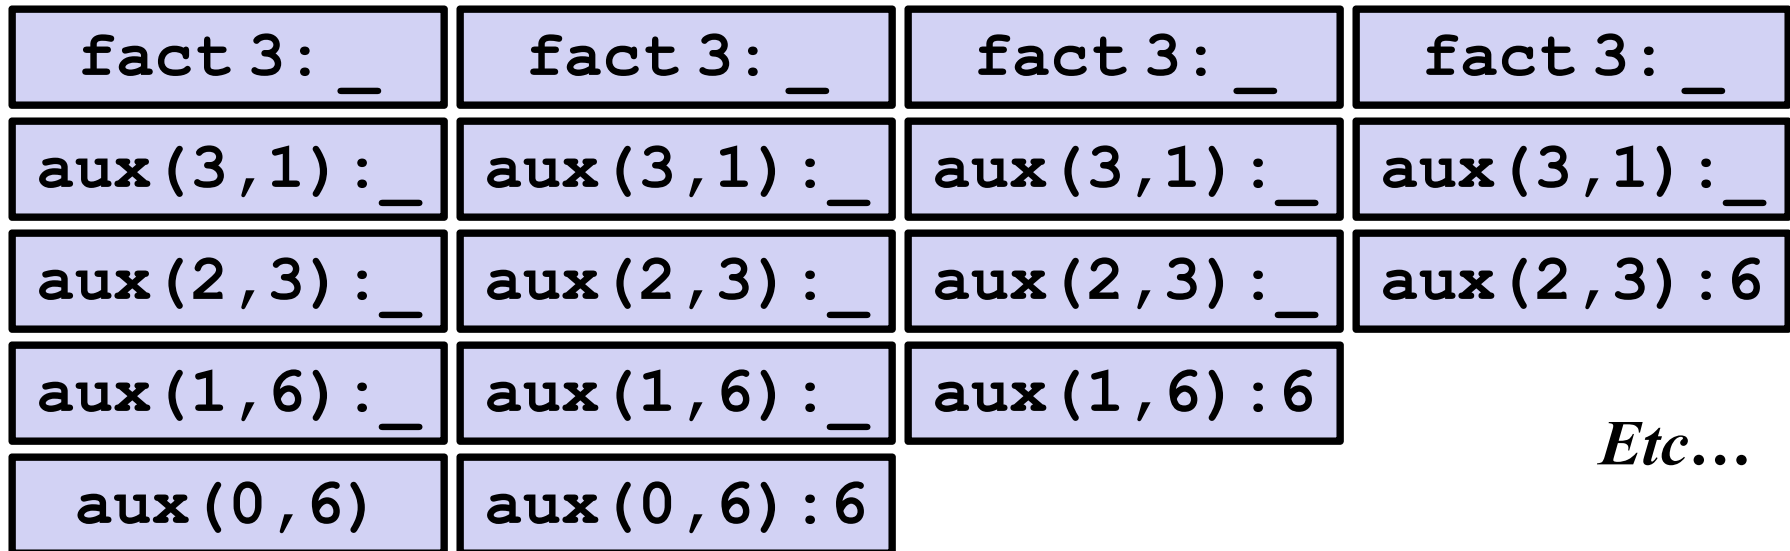 fact 3:_ fact 3:_ fact 3:_ fact 3:_
aux(3,1):_ aux(3,1):_ aux(3,1):_ aux(3,1):_
aux(2,3):_ aux(2,3):_ aux(2,3):_ aux(2,3):6
aux(1,6):_ aux(1,6):_ aux(1,6):6
Etc…
aux(0,6) aux(0,6):6